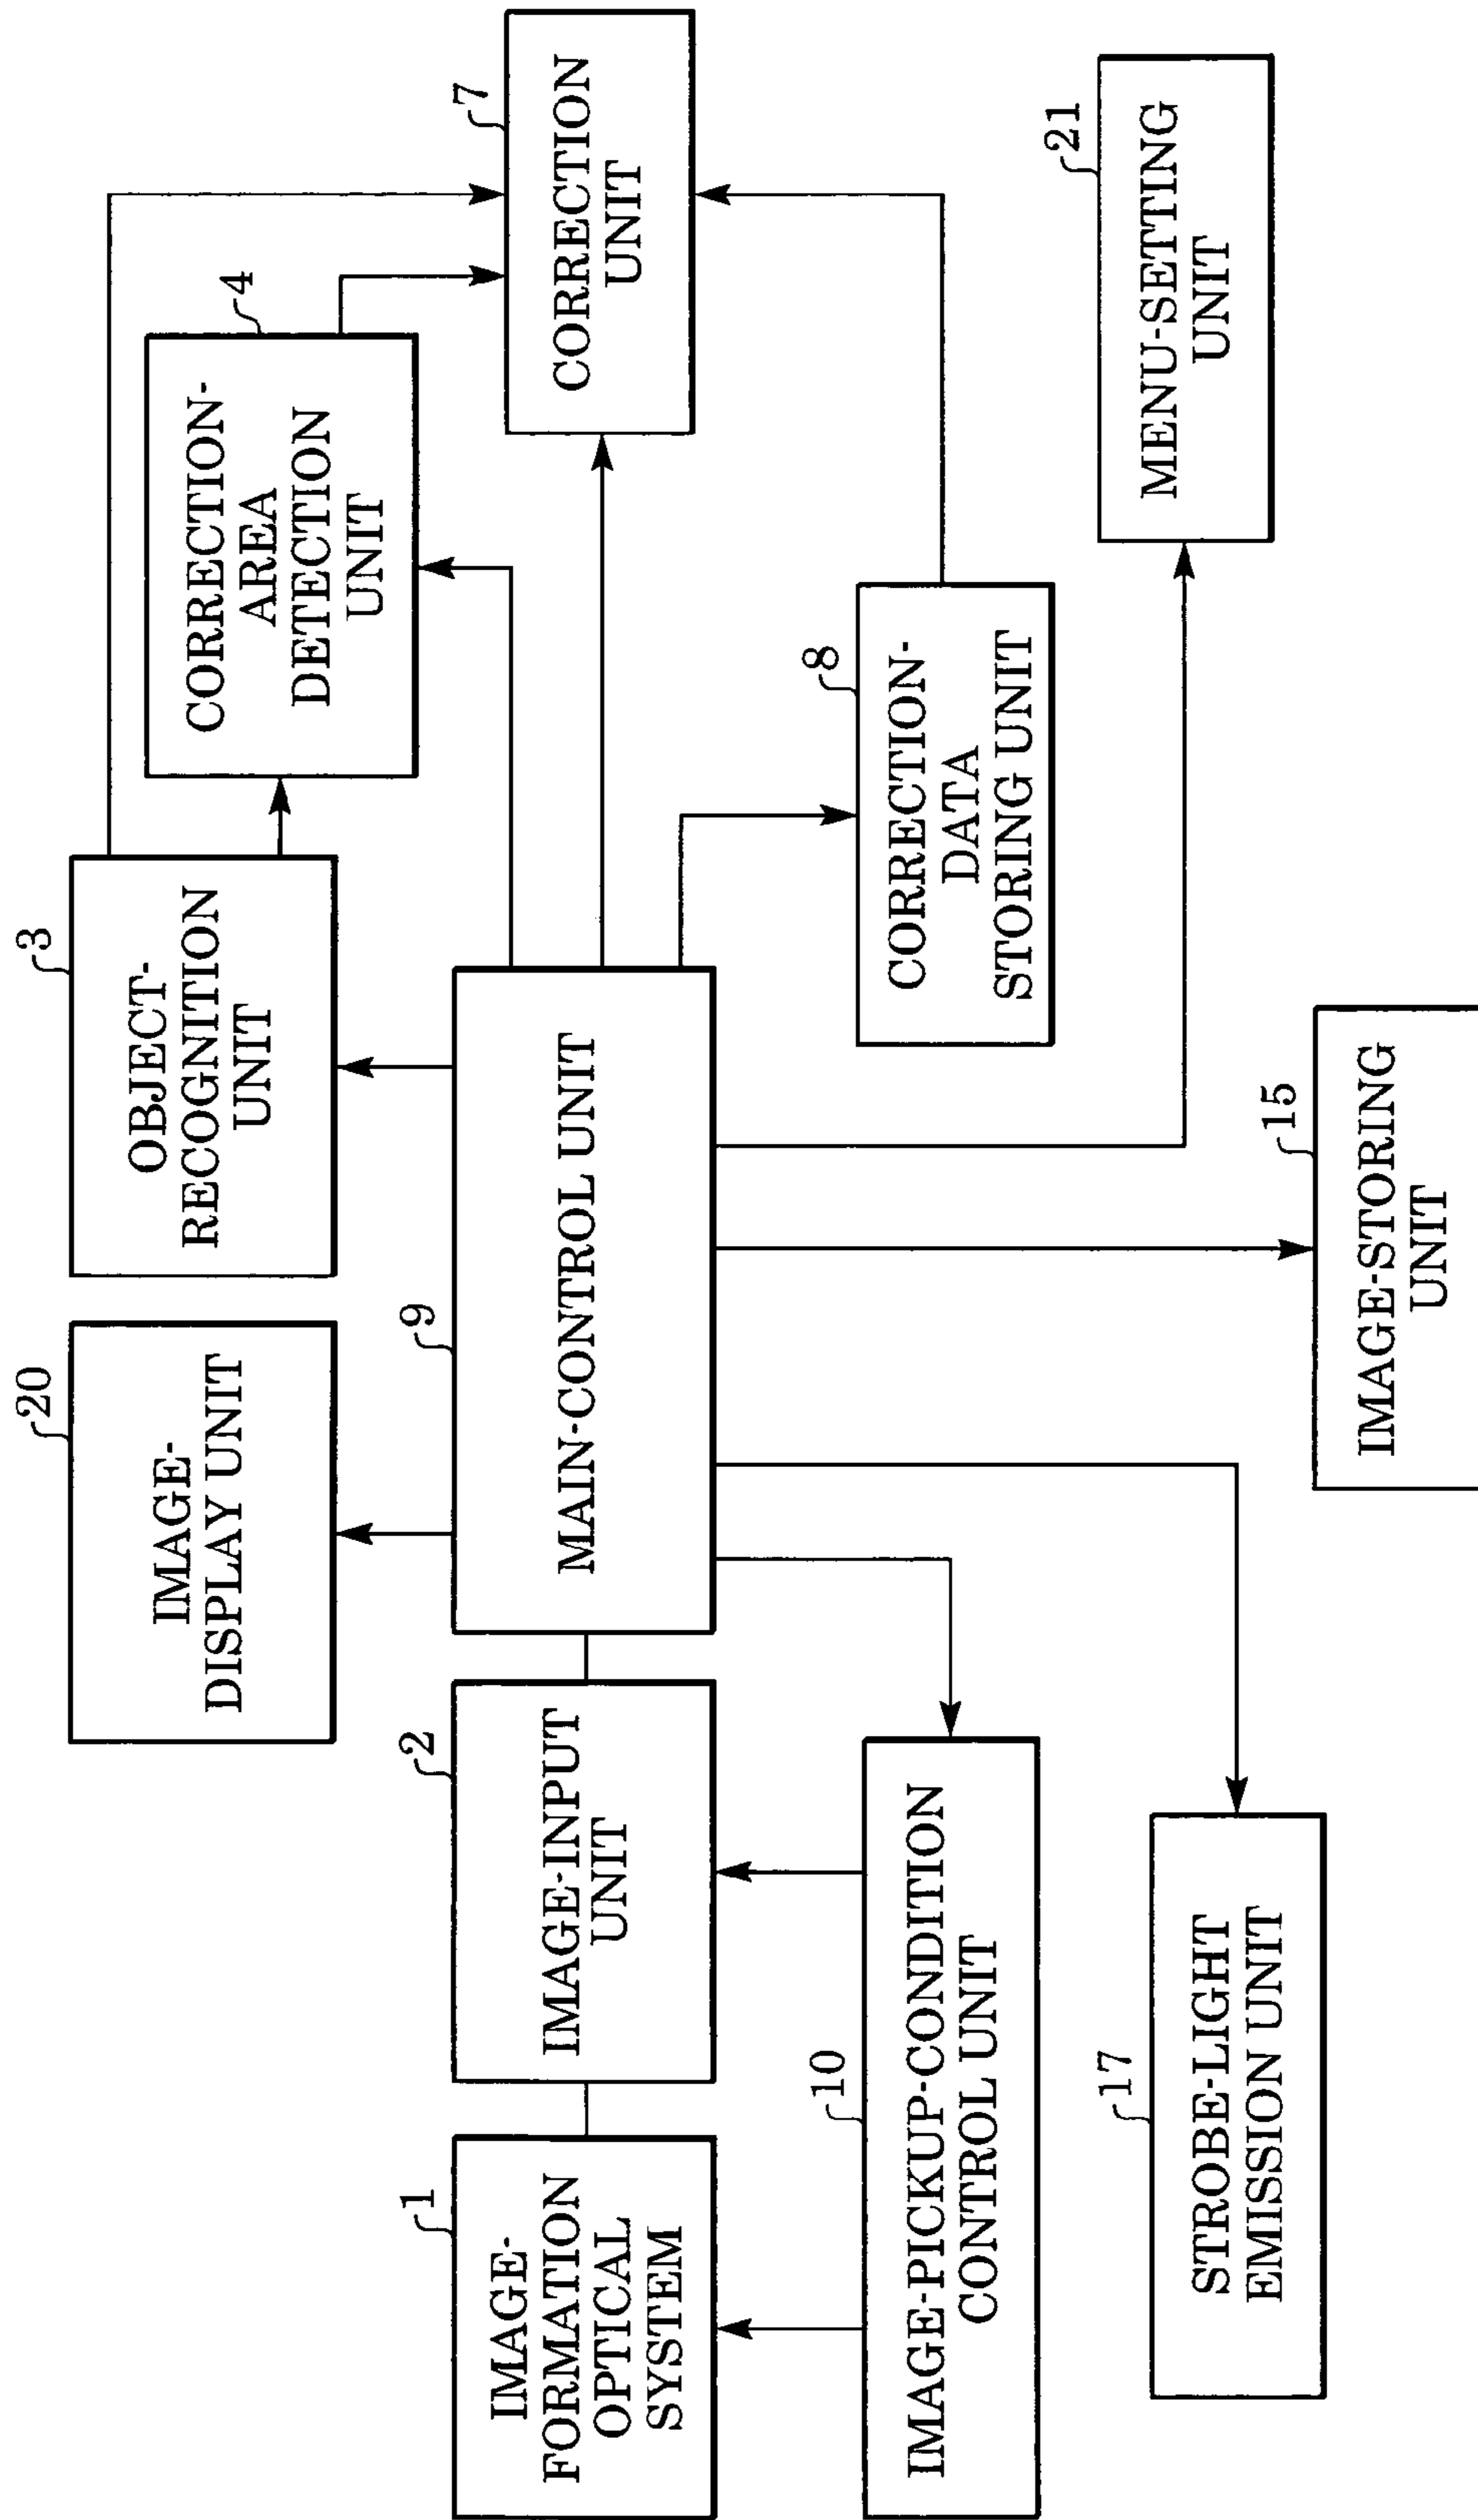 20
IMAGE-
DISPLAY UNIT
3
OBJECT-
RECOGNITION
UNIT
4
CORRECTION-
AREA
DETECTION
UNIT
7
CORRECTION
UNIT
1
IMAGE-
FORMATION
OPTICAL
SYSTEM
2
IMAGE-INPUT
UNIT
9
MAIN-CONTROL UNIT
8
CORRECTION-
DATA
STORING UNIT
10
IMAGE-PICKUP-CONDITION
CONTROL UNIT
21
MENU-SETTING
UNIT
17
STROBE-LIGHT
EMISSION UNIT
15
IMAGE-STORING
UNIT